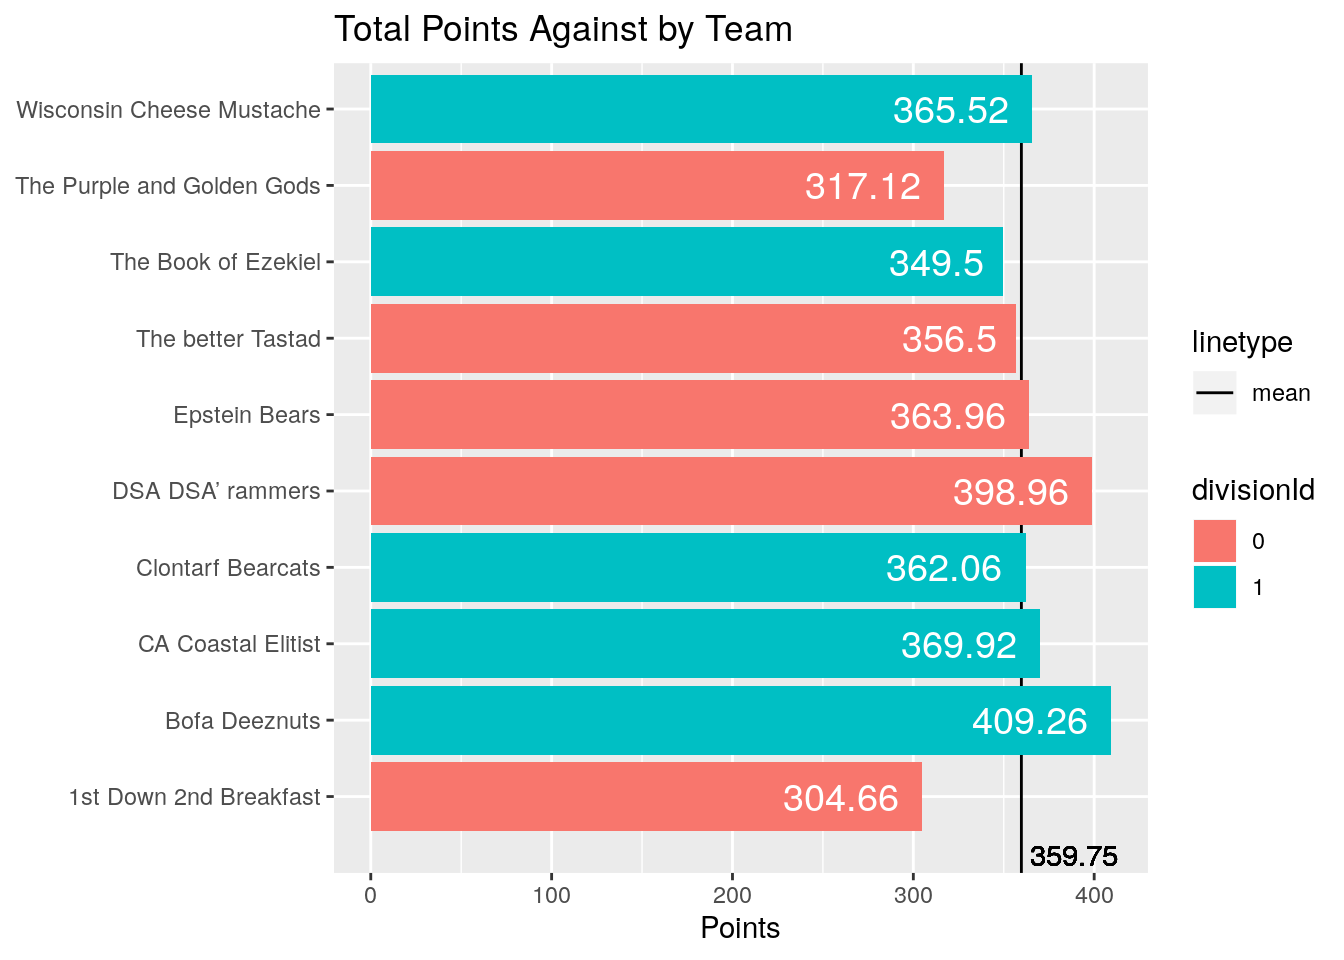 Total Points Against by Team
Wisconsin Cheese Mustache 365.52
The Purple and Golden Gods 317.12
The Book of Ezekiel 349.5
The better Tastad 356.5
Epstein Bears 363.96
DSA DSA’ rammers 398.96
Clontarf Bearcats 362.06
CA Coastal Elitist 369.92
Bofa Deeznuts 409.26
1st Down 2nd Breakfast 304.66
359.75
0 100 200 300 400
Points
linetype
mean
divisionId
0
1